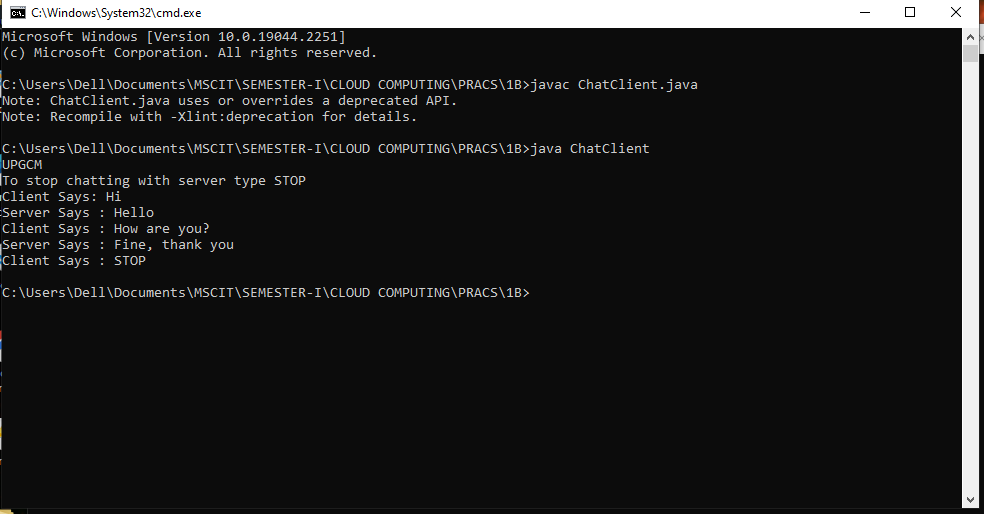 C:\Windows\System32\cmd.exe
Microsoft Windows [Version 10.0.19044.2251]
(c) Microsoft Corporation. All rights reserved.
C:\Users\Dell\Documents\MSCIT\SEMESTER-I\CLOUD COMPUTING\PRACS\1B>javac ChatClient.java
Note: ChatClient.java uses or overrides a deprecated API.
Note: Recompile with -Xlint:deprecation for details.
C:\Users\Dell\Documents\MSCIT\SEMESTER-I\CLOUD COMPUTING\PRACS\1B>java ChatClient
UPGCM
To stop chatting with server type STOP
Client Says: Hi
Server Says : Hello
Client Says : How are you?
Server Says : Fine, thank you
Client Says : STOP
C:\Users\Dell\Documents\MSCIT\SEMESTER-I\CLOUD COMPUTING\PRACS\1B>